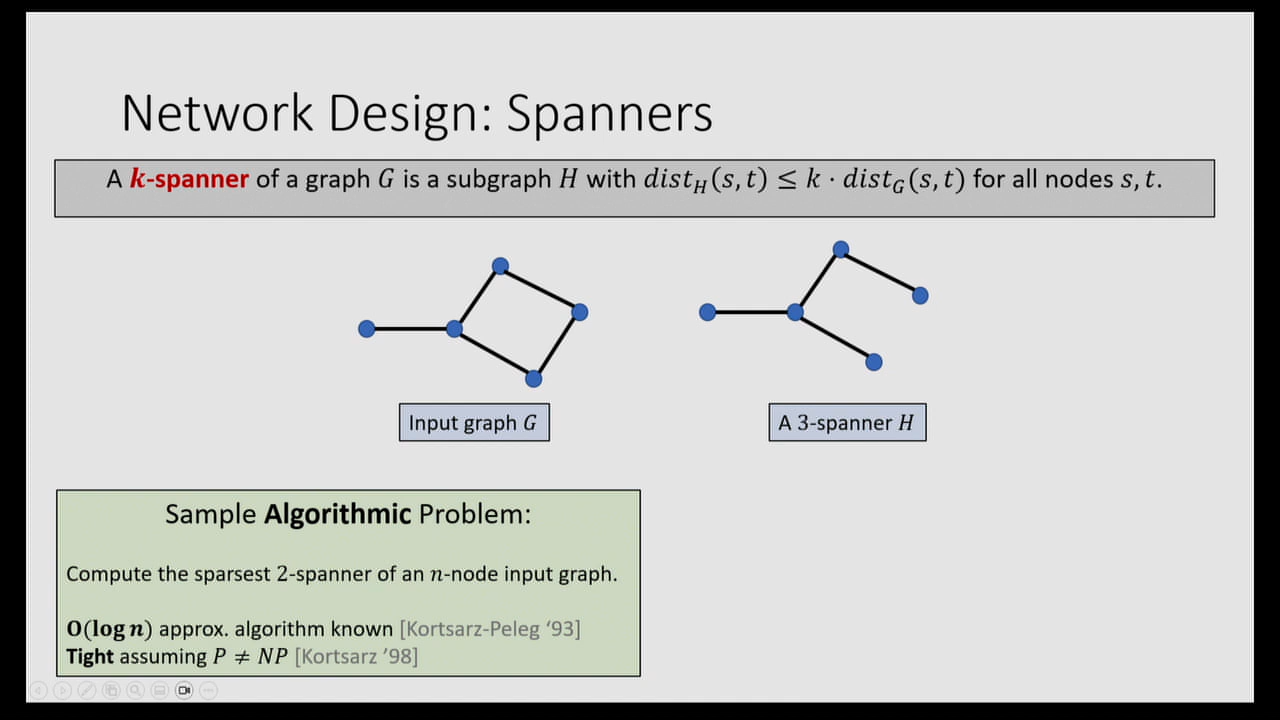 Network Design: Spanners
A k-spanner of a graph G is a subgraph H with dist_H(s, t) ≤ k · dist_G(s, t) for all nodes s, t.
Input graph G
A 3-spanner H
Sample Algorithmic Problem:
Compute the sparsest 2-spanner of an n-node input graph.
O(log n) approx. algorithm known [Kortsarz-Peleg ‘93]
Tight assuming P ≠ NP [Kortsarz ’98]